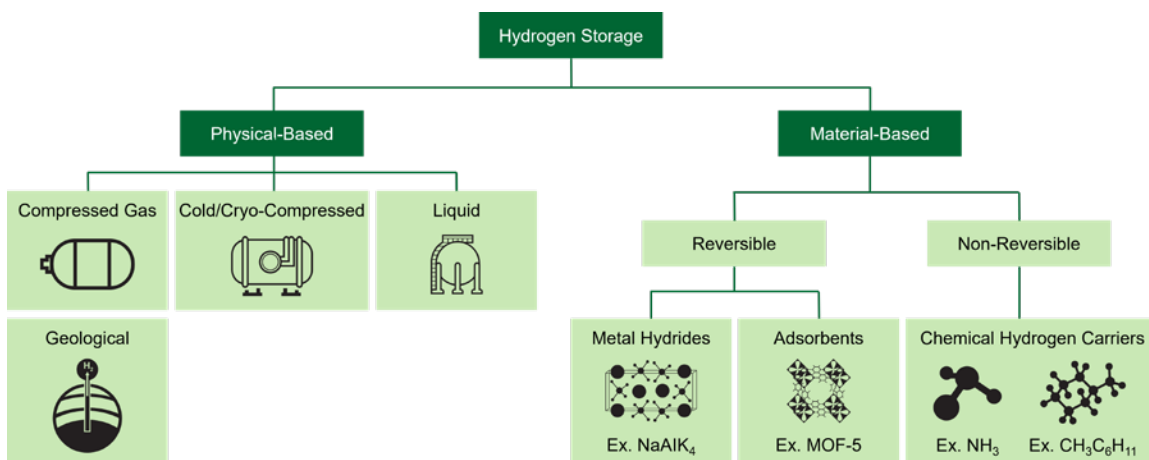 Hydrogen Storage
Physical-Based
Material-Based
Compressed Gas
Cold/Cryo-Compressed
Liquid
Reversible
Non-Reversible
Geological
H₂
Metal Hydrides
Adsorbents
Chemical Hydrogen Carriers
Ex. NaAlK₄
Ex. MOF-5
Ex. NH₃
Ex. CH₃C₆H₁₁